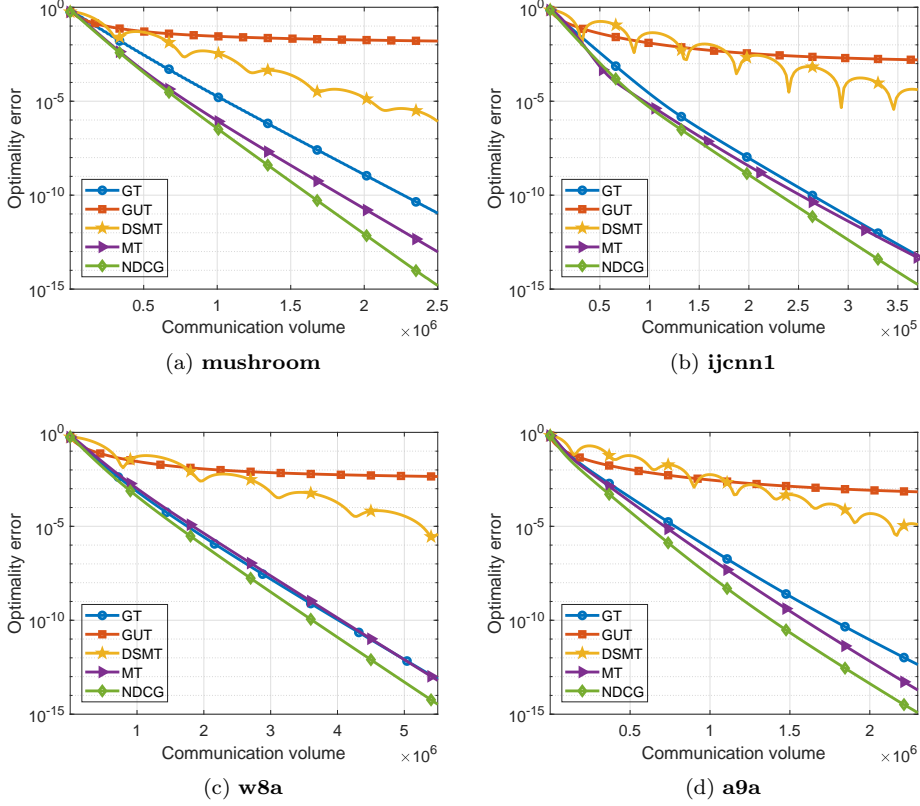 10^0
10^-5
10^-10
10^-15
Optimality error
GT
GUT
DSMT
MT
NDCG
0.5 1 1.5 2 2.5
Communication volume
×10^6
(a) mushroom
10^0
10^-5
10^-10
10^-15
Optimality error
GT
GUT
DSMT
MT
NDCG
0.5 1 1.5 2 2.5 3 3.5
Communication volume
×10^5
(b) ijcnn1
10^0
10^-5
10^-10
10^-15
Optimality error
GT
GUT
DSMT
MT
NDCG
1 2 3 4 5
Communication volume
×10^6
(c) w8a
10^0
10^-5
10^-10
10^-15
Optimality error
GT
GUT
DSMT
MT
NDCG
0.5 1 1.5 2
Communication volume
×10^6
(d) a9a